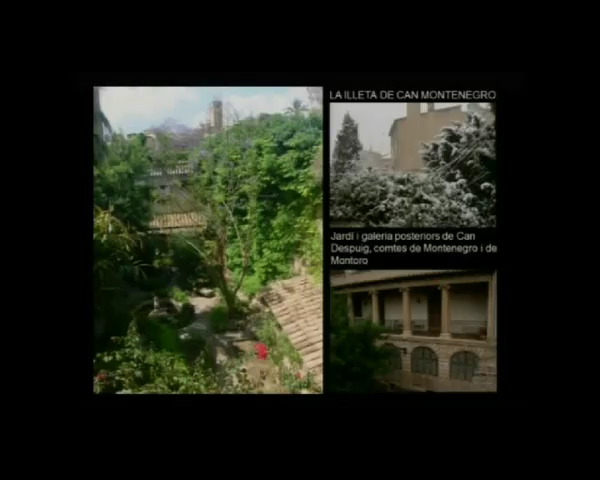 LA ILLETA DE CAN MONTENEGRO
Jardí i galeria posteriors de Can
Despuig, comtes de Montenegro i de
Montoro